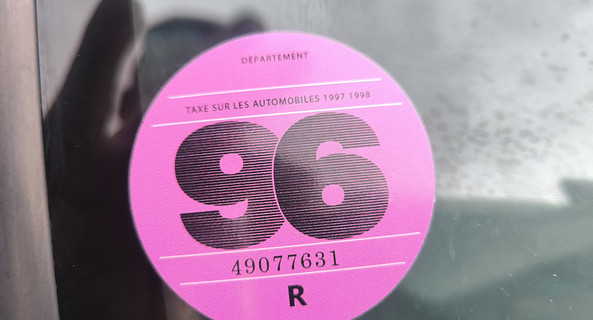 DÉPARTEMENT
TAXE SUR LES AUTOMOBILES 1997 1998
96
49077631
R